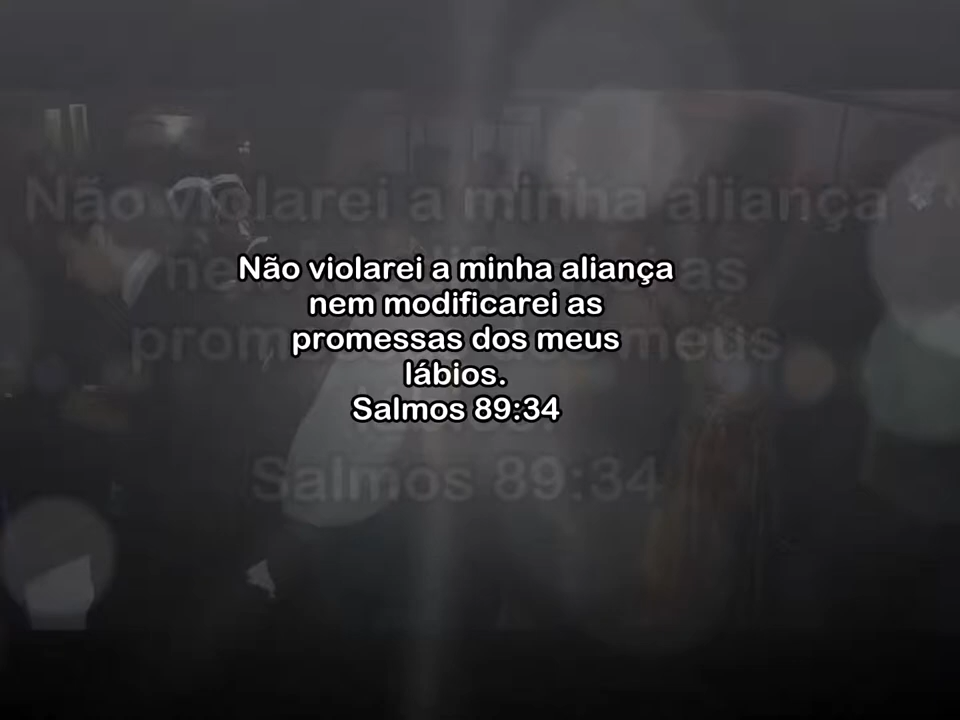 Não violarei a minha aliança
nem modificarei as
promessas dos meus
lábios.
Salmos 89:34